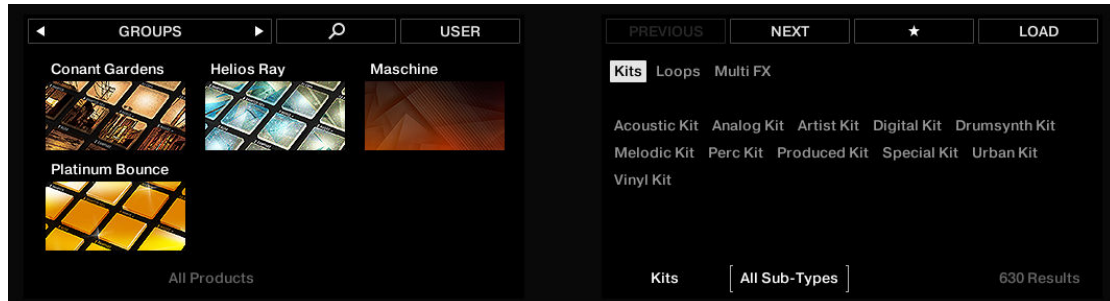 GROUPS
USER
Conant Gardens Helios Ray Maschine
Platinum Bounce
All Products
PREVIOUS NEXT LOAD
Kits Loops Multi FX
Acoustic Kit Analog Kit Artist Kit Digital Kit Drumsynth Kit
Melodic Kit Perc Kit Produced Kit Special Kit Urban Kit
Vinyl Kit
Kits All Sub-Types 630 Results